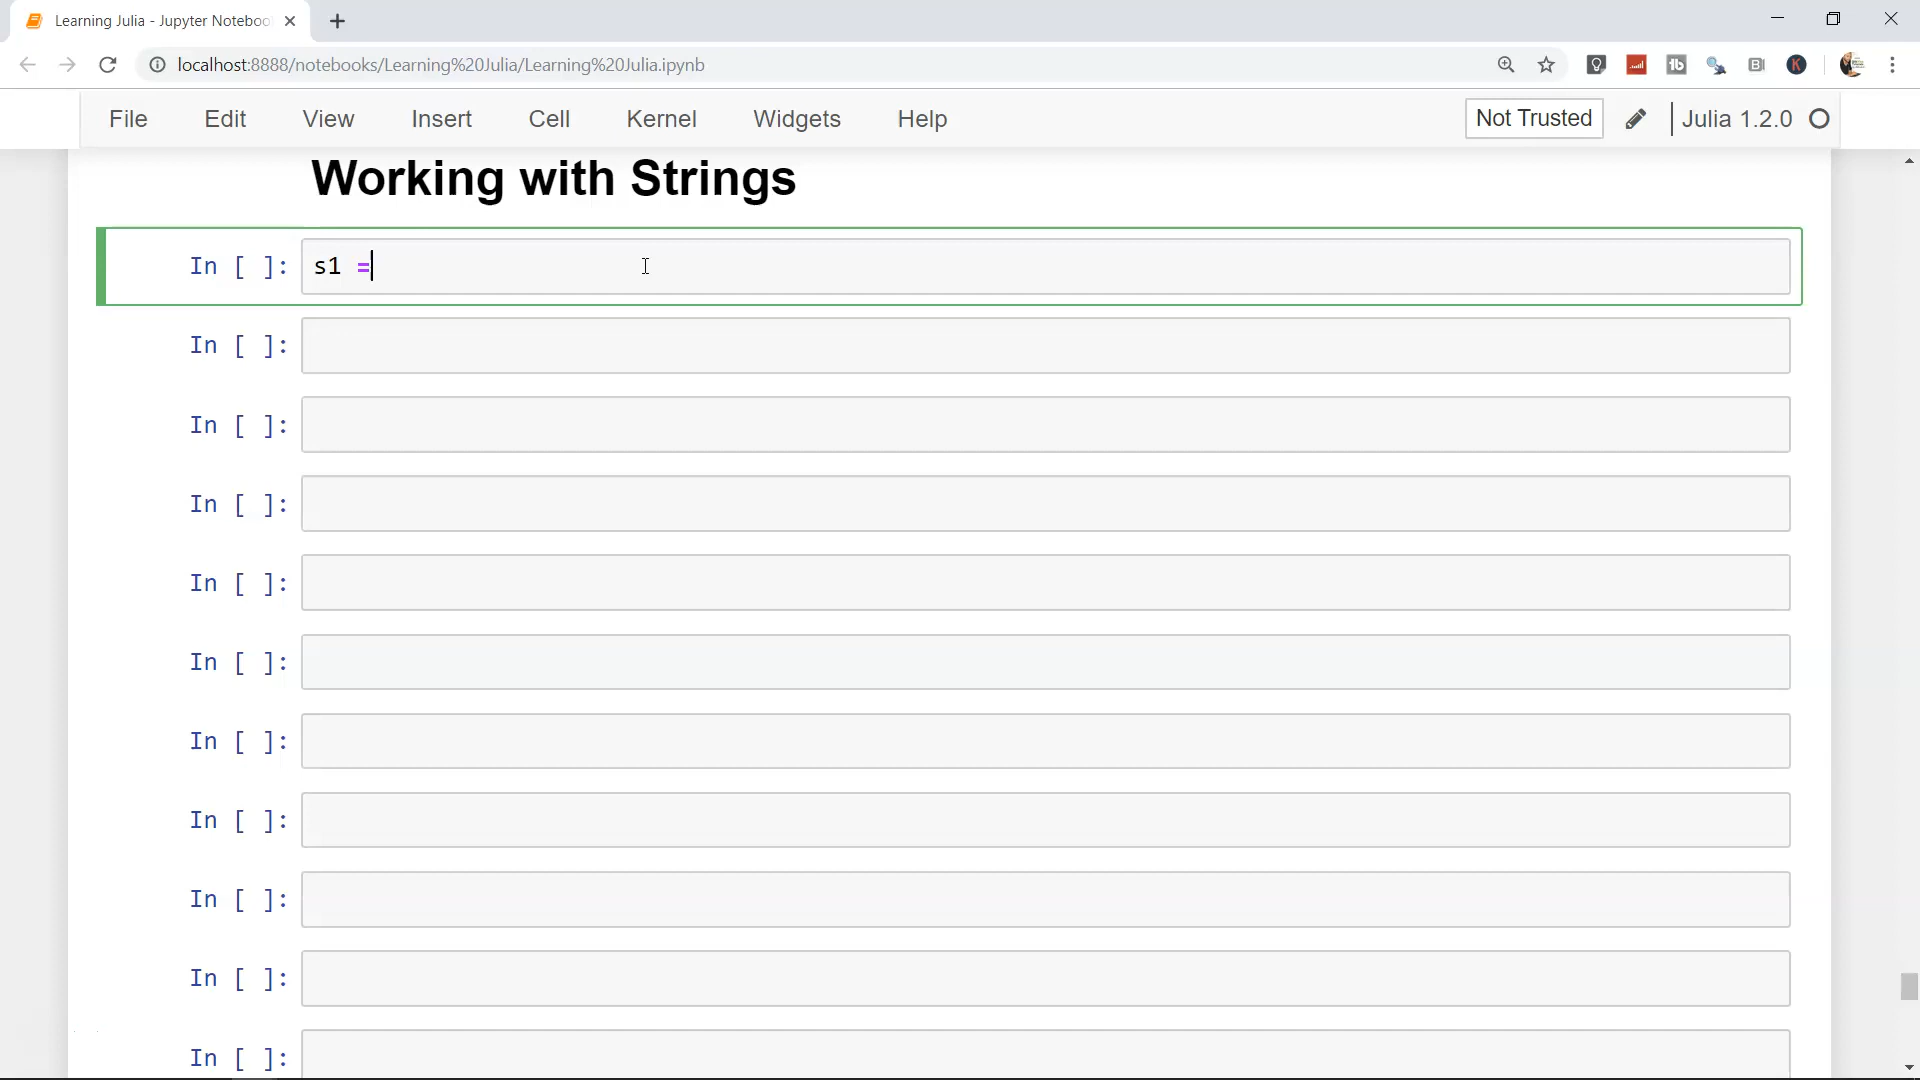 Learning Julia - Jupyter Noteboo
localhost:8888/notebooks/Learning%20Julia/Learning%20Julia.ipynb
File Edit View Insert Cell Kernel Widgets Help Not Trusted Julia 1.2.0
Working with Strings
In [ ]: s1 =
In [ ]:
In [ ]:
In [ ]:
In [ ]:
In [ ]:
In [ ]:
In [ ]:
In [ ]:
In [ ]:
In [ ]: